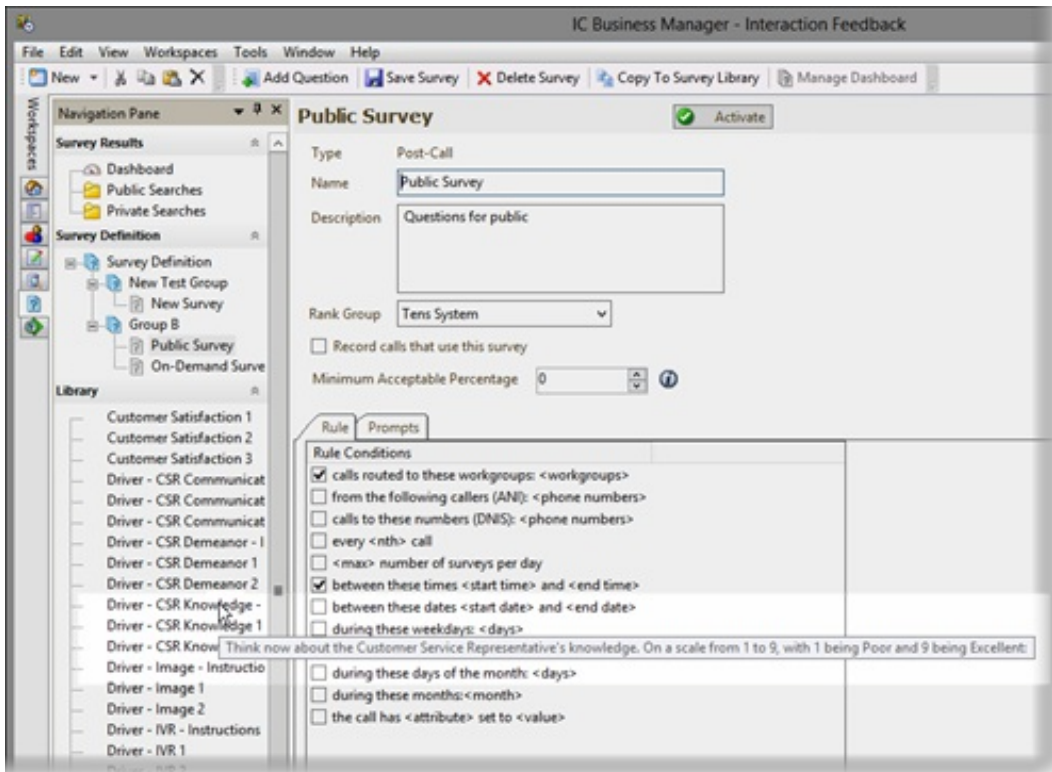 IC Business Manager - Interaction Feedback
File Edit View Workspaces Tools Window Help
New Add Question Save Survey Delete Survey Copy To Survey Library Manage Dashboard
Workspaces
Navigation Pane
Survey Results
Dashboard
Public Searches
Private Searches
Survey Definition
Survey Definition
New Test Group
New Survey
Group B
Public Survey
On-Demand Surve
Library
Customer Satisfaction 1
Customer Satisfaction 2
Customer Satisfaction 3
Driver - CSR Communicat
Driver - CSR Communicat
Driver - CSR Communicat
Driver - CSR Demeanor - I
Driver - CSR Demeanor 1
Driver - CSR Demeanor 2
Driver - CSR Knowledge -
Driver - CSR Knowledge 1
Driver - CSR Know
Think now about the Customer Service Representative's knowledge. On a scale from 1 to 9, with 1 being Poor and 9 being Excellent:
Driver - Image - Instructio
Driver - Image 1
Driver - Image 2
Driver - IVR - Instructions
Driver - IVR 1
Public Survey
Activate
Type Post-Call
Name Public Survey
Description Questions for public
Rank Group Tens System
Record calls that use this survey
Minimum Acceptable Percentage 0
Rule Prompts
Rule Conditions
calls routed to these workgroups: <workgroups>
from the following callers (ANI): <phone numbers>
calls to these numbers (DNIS): <phone numbers>
every <nth> call
<max> number of surveys per day
between these times <start time> and <end time>
between these dates <start date> and <end date>
during these weekdays: <days>
during these days of the month: <days>
during these months:<month>
the call has <attribute> set to <value>